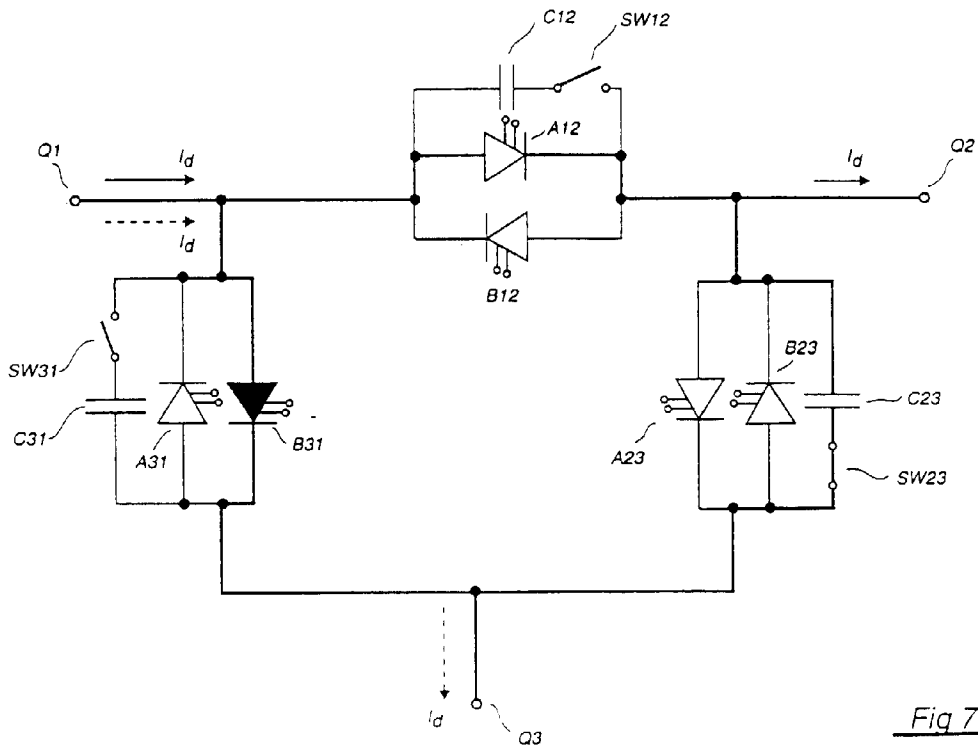 C12
SW12
A12
Q1
Id
Id
Id
Q2
B12
SW31
C31
A31
B31
B23
C23
A23
SW23
Id
Q3
Fig 7